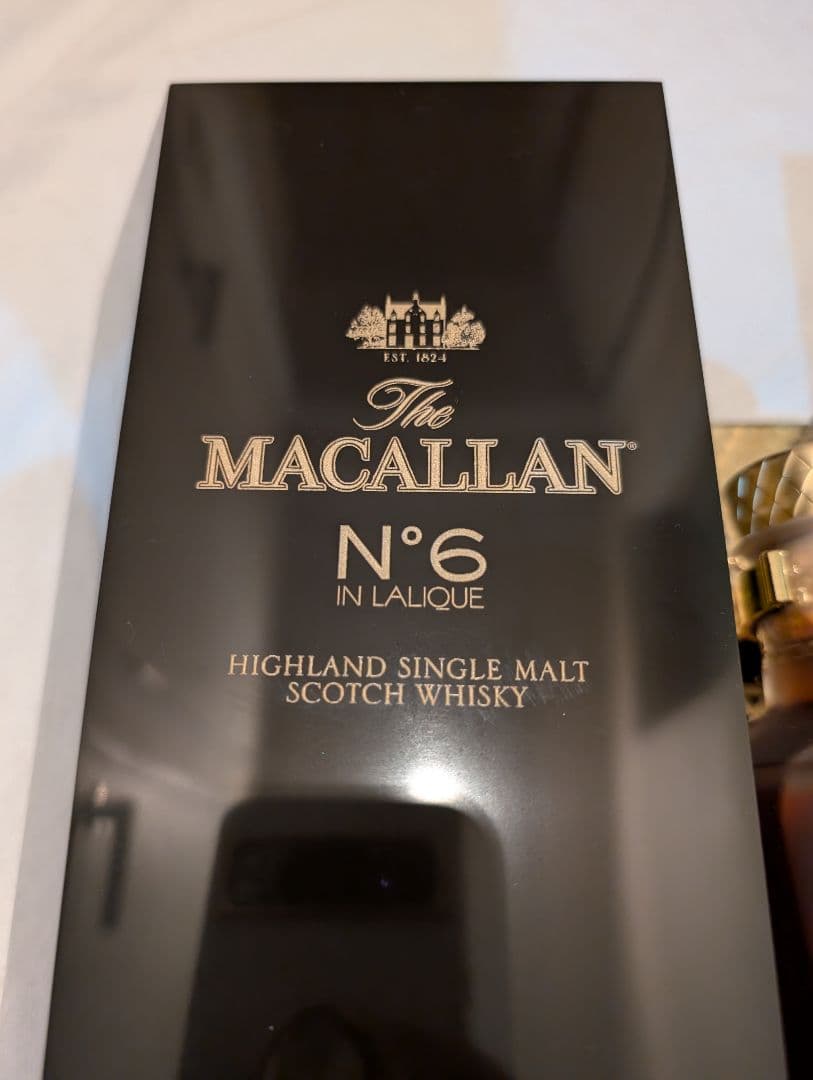 EST. 1824
The
MACALLAN®
N°6
IN LALIQUE
HIGHLAND SINGLE MALT
SCOTCH WHISKY